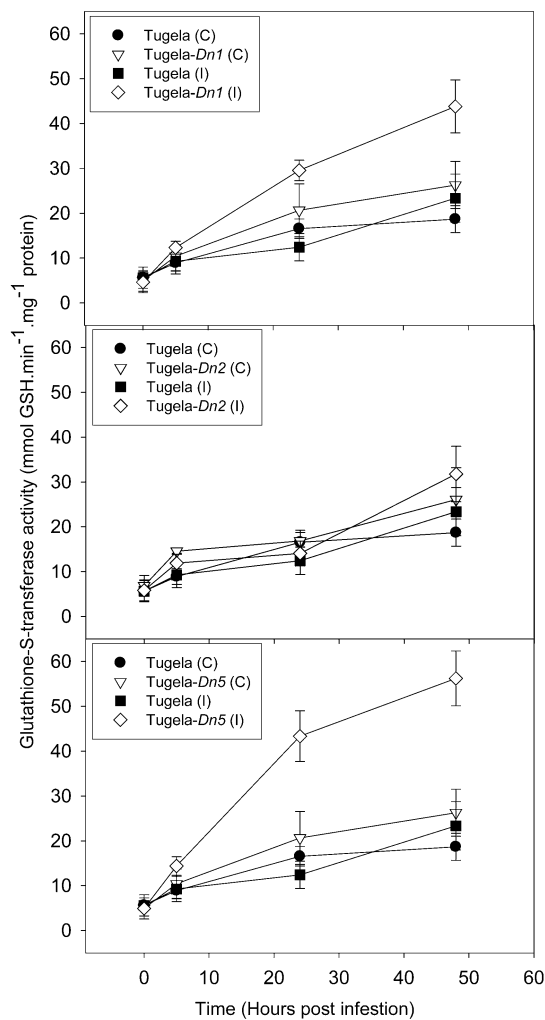 Glutathione-S-transferase activity (mmol GSH.min⁻¹.mg⁻¹ protein)
Tugela (C)
Tugela-Dn1 (C)
Tugela (I)
Tugela-Dn1 (I)
60
50
40
30
20
10
0
Tugela (C)
Tugela-Dn2 (C)
Tugela (I)
Tugela-Dn2 (I)
60
50
40
30
20
10
0
Tugela (C)
Tugela-Dn5 (C)
Tugela (I)
Tugela-Dn5 (I)
60
50
40
30
20
10
0
0 10 20 30 40 50 60
Time (Hours post infestion)